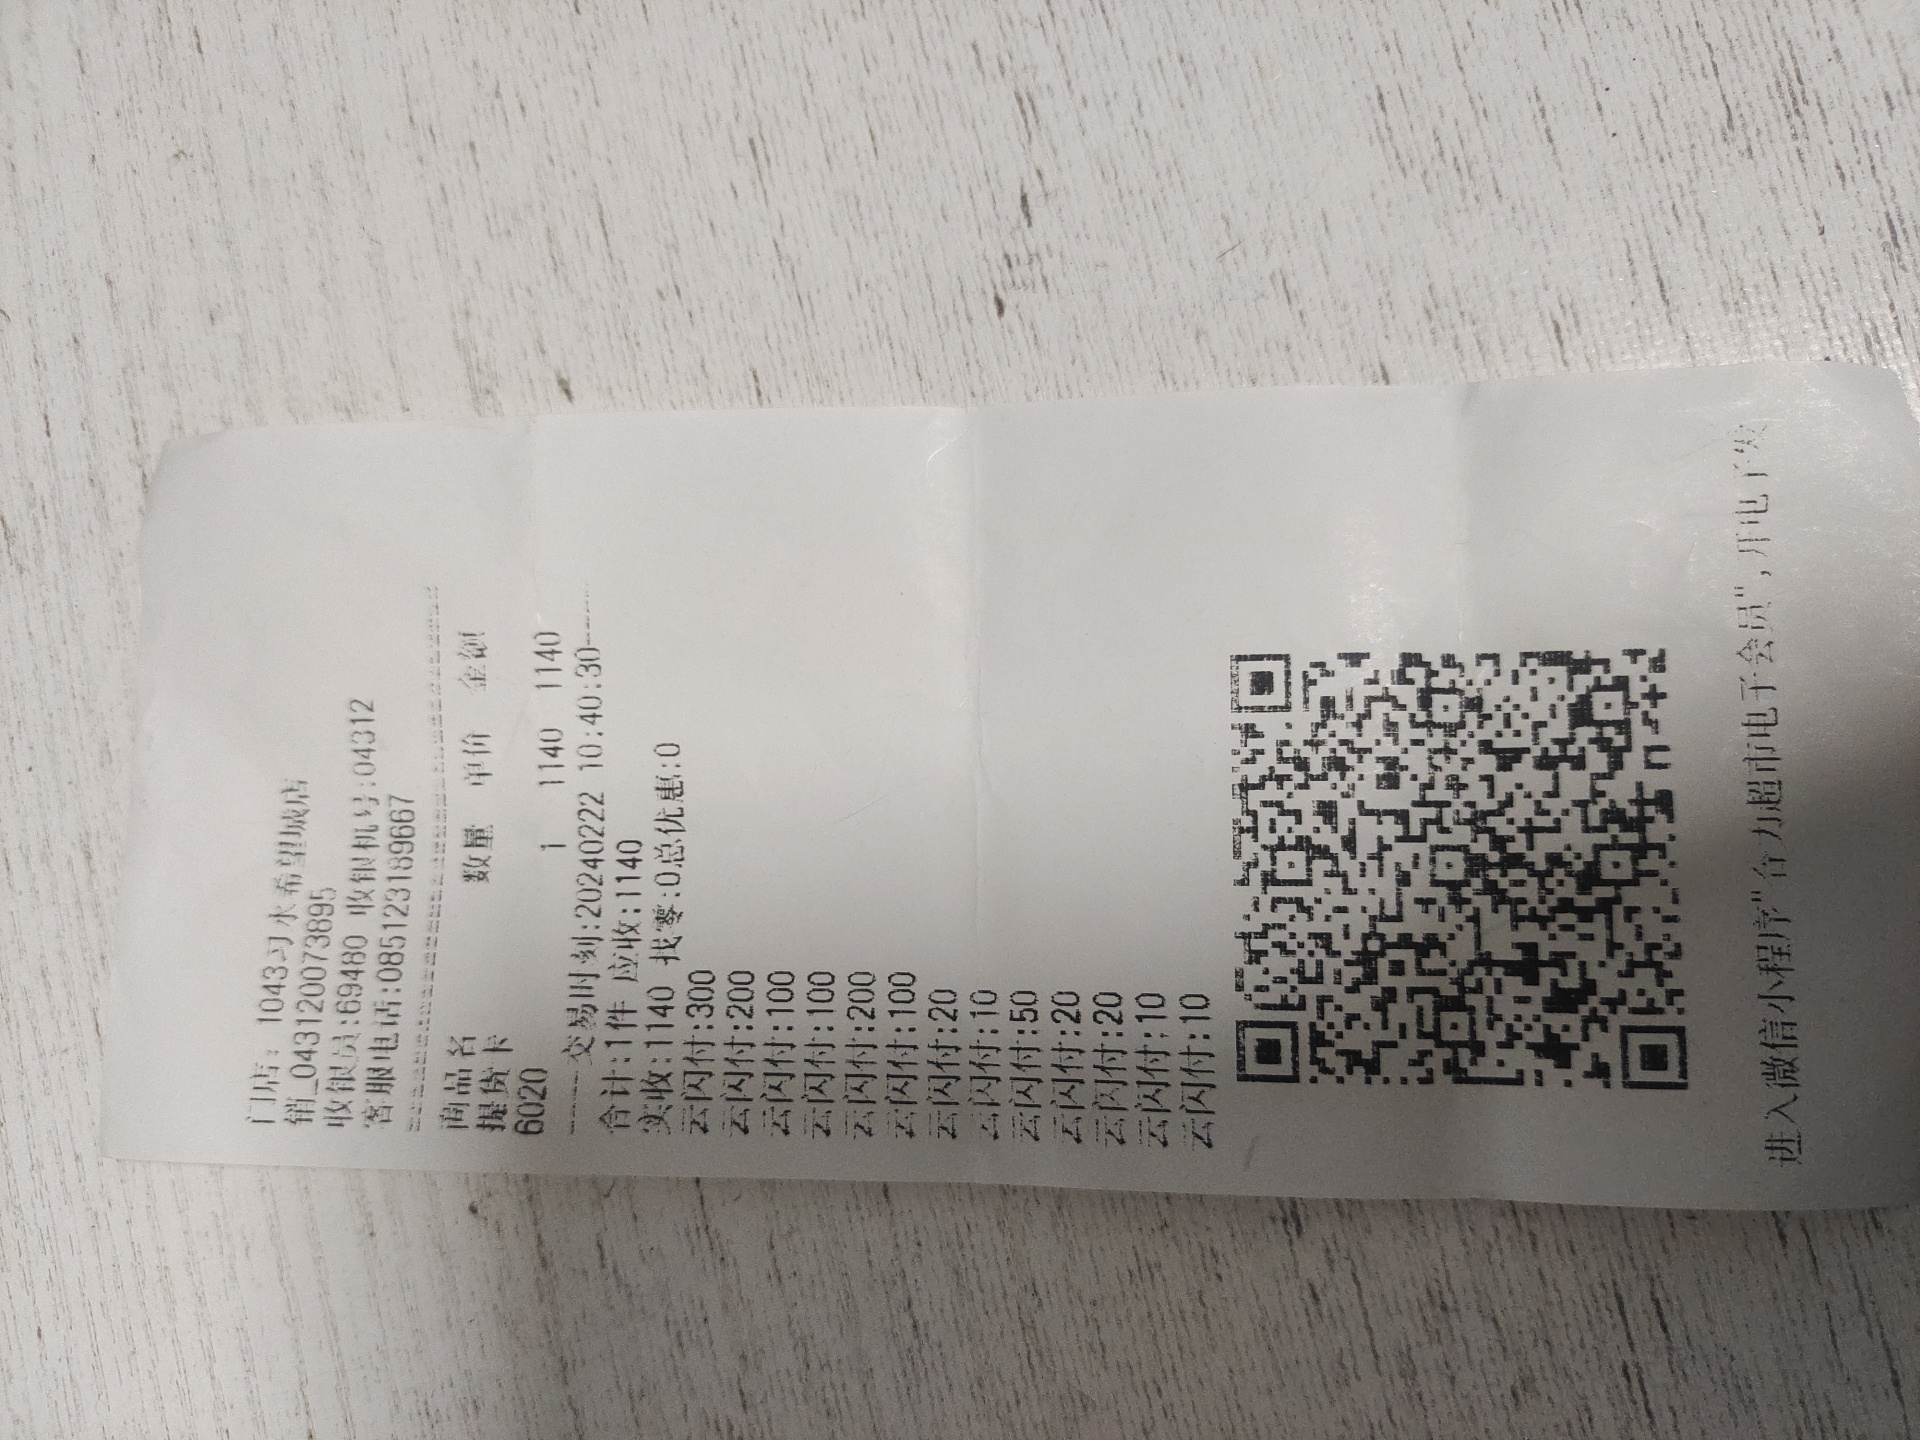 门店: 1043习水希望城店
销_0431200738​95
收银员:69480 收银机号:04312
客服电话:085123189667
商品名 数量 单价 金额
提货卡
6020 1 1140 1140
-----交易时刻:20240222 10:40:30-----
合计:1件 应收:1140
实收:1140 找零:0总优惠:0
云闪付:300
云闪付:200
云闪付:100
云闪付:100
云闪付:200
云闪付:100
云闪付:20
云闪付:10
云闪付:50
云闪付:20
云闪付:20
云闪付:10
云闪付:10
进入微信小程序"合力超市电子会员",开电子发